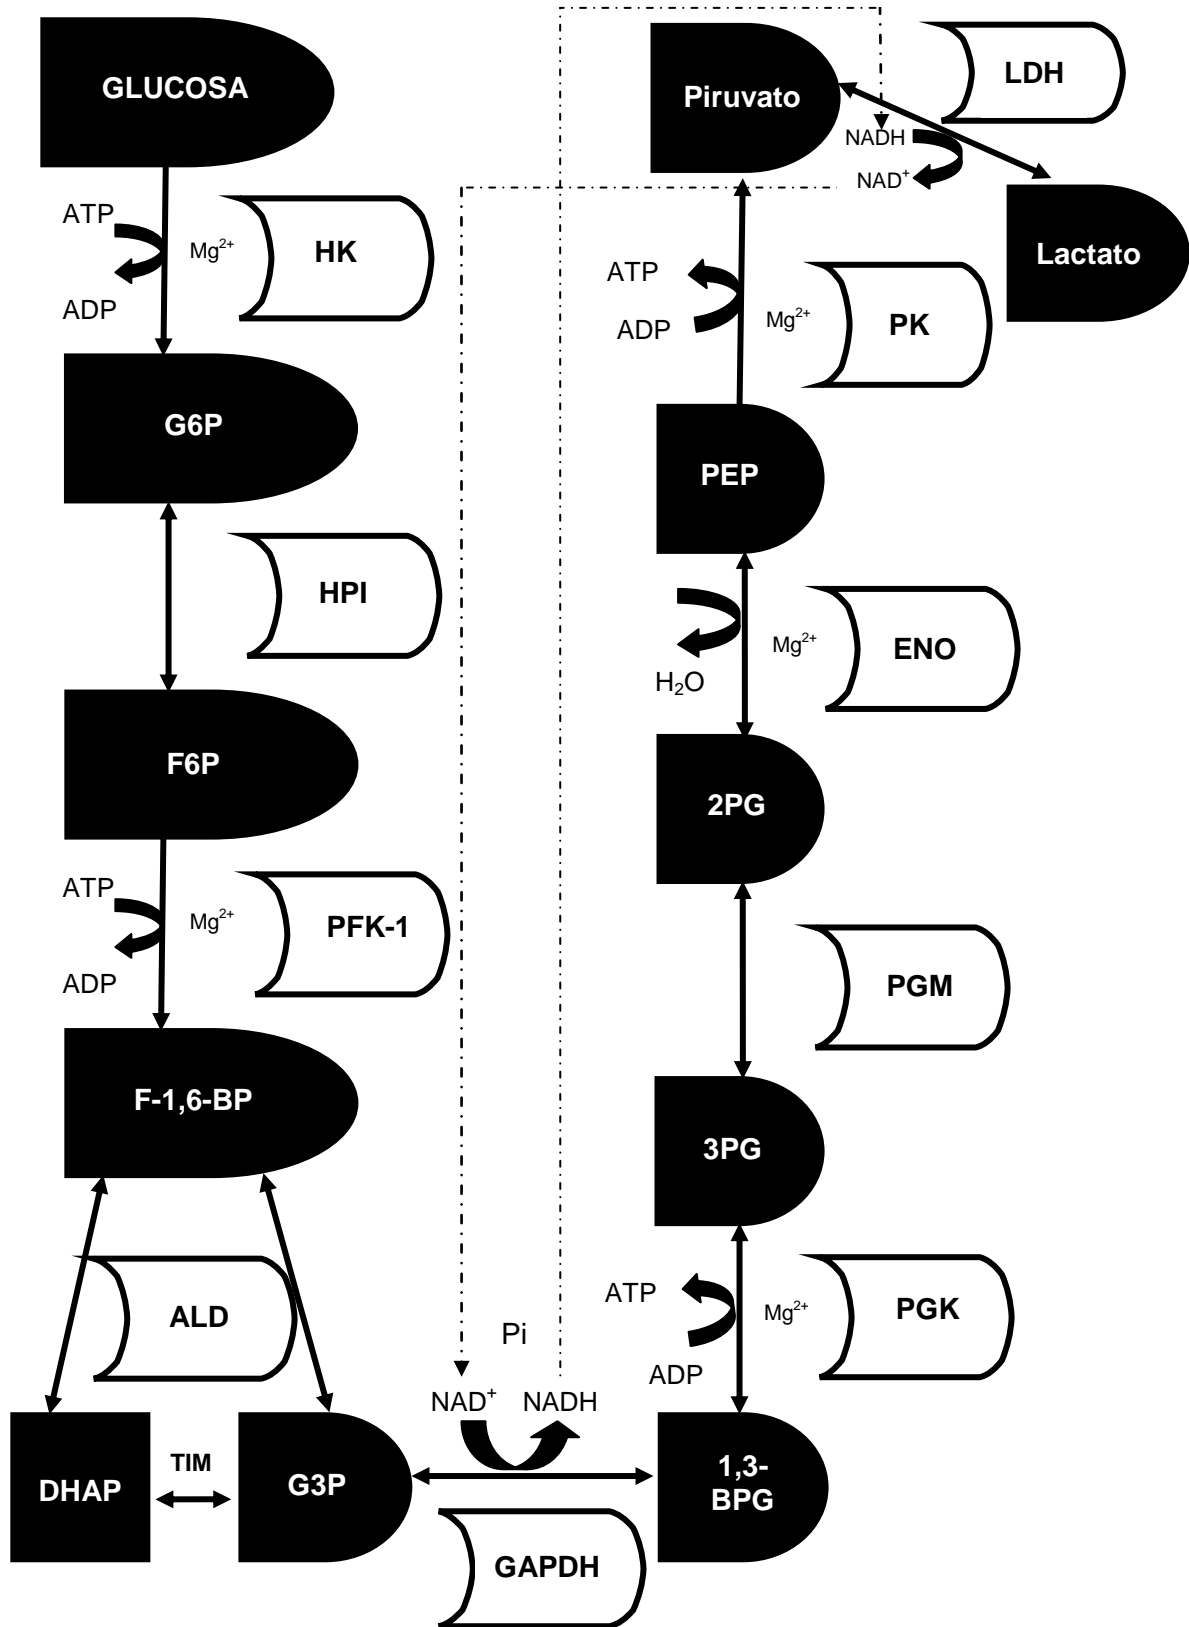 GLUCOSA
ATP
Mg²⁺
HK
ADP
G6P
HPI
F6P
ATP
Mg²⁺
PFK-1
ADP
F-1,6-BP
ALD
DHAP
TIM
G3P
Pi
NAD⁺
NADH
GAPDH
1,3-
BPG
ATP
Mg²⁺
PGK
ADP
3PG
PGM
2PG
H₂O
Mg²⁺
ENO
PEP
ATP
Mg²⁺
PK
ADP
Piruvato
LDH
NADH
NAD⁺
Lactato